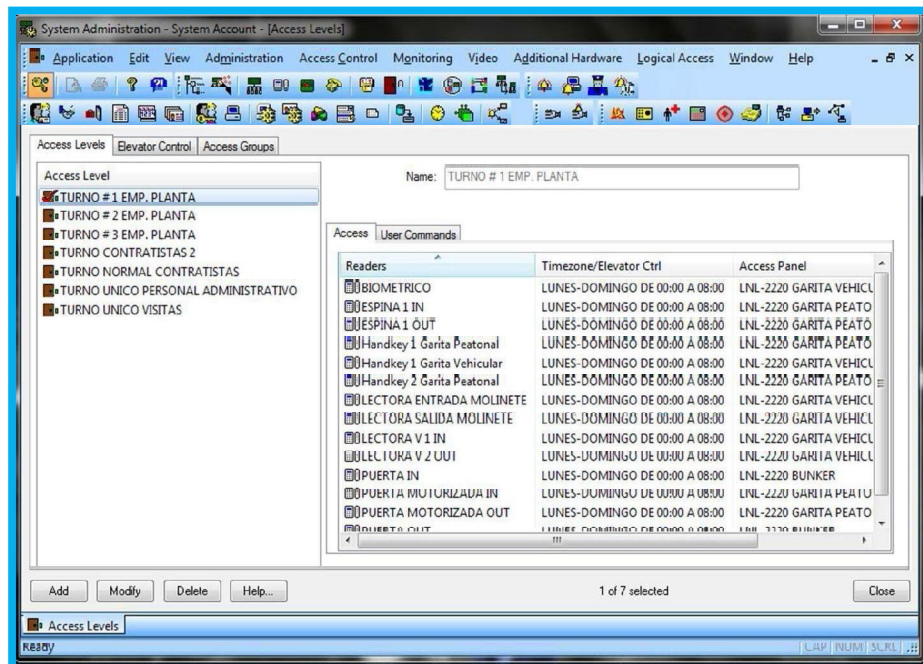 System Administration - System Account - [Access Levels]
Application Edit View Administration Access Control Monitoring Video Additional Hardware Logical Access Window Help
Access Levels Elevator Control Access Groups
Access Level
TURNO # 1 EMP. PLANTA
TURNO # 2 EMP. PLANTA
TURNO # 3 EMP. PLANTA
TURNO CONTRATISTAS 2
TURNO NORMAL CONTRATISTAS
TURNO UNICO PERSONAL ADMINISTRATIVO
TURNO UNICO VISITAS
Name: TURNO # 1 EMP. PLANTA
Access User Commands
Readers Timezone/Elevator Ctrl Access Panel
BIOMETRICO LUNES-DOMINGO DE 00:00 A 08:00 LNL-2220 GARITA VEHICU
ESPINA 1 IN LUNES-DOMINGO DE 00:00 A 08:00 LNL-2220 GARITA PEATO
ESPINA 1 OUT LUNES-DOMINGO DE 00:00 A 08:00 LNL-2220 GARITA PEATO
Handkey 1 Garita Peatonal LUNES-DOMINGO DE 00:00 A 08:00 LNL-2220 GARITA PEATO
Handkey 1 Garita Vehicular LUNES-DOMINGO DE 00:00 A 08:00 LNL-2220 GARITA VEHICU
Handkey 2 Garita Peatonal LUNES-DOMINGO DE 00:00 A 08:00 LNL-2220 GARITA PEATO
LECTORA ENTRADA MOLINETE LUNES-DOMINGO DE 00:00 A 08:00 LNL-2220 GARITA VEHICU
LECTORA SALIDA MOLINETE LUNES-DOMINGO DE 00:00 A 08:00 LNL-2220 GARITA VEHICU
LECTORA V 1 IN LUNES-DOMINGO DE 00:00 A 08:00 LNL-2220 GARITA VEHICU
LECTORA V 2 OUT LUNES-DOMINGO DE 00:00 A 08:00 LNL-2220 GARITA VEHICU
PUERTA IN LUNES-DOMINGO DE 00:00 A 08:00 LNL-2220 BUNKER
PUERTA MOTORIZADA IN LUNES-DOMINGO DE 00:00 A 08:00 LNL-2220 GARITA PEATO
PUERTA MOTORIZADA OUT LUNES-DOMINGO DE 00:00 A 08:00 LNL-2220 GARITA PEATO
PUERTA OUT LUNES-DOMINGO DE 00:00 A 08:00 LNL-2220 BUNKER
Add Modify Delete Help... 1 of 7 selected Close
Access Levels
Ready CAP NUM SCRL